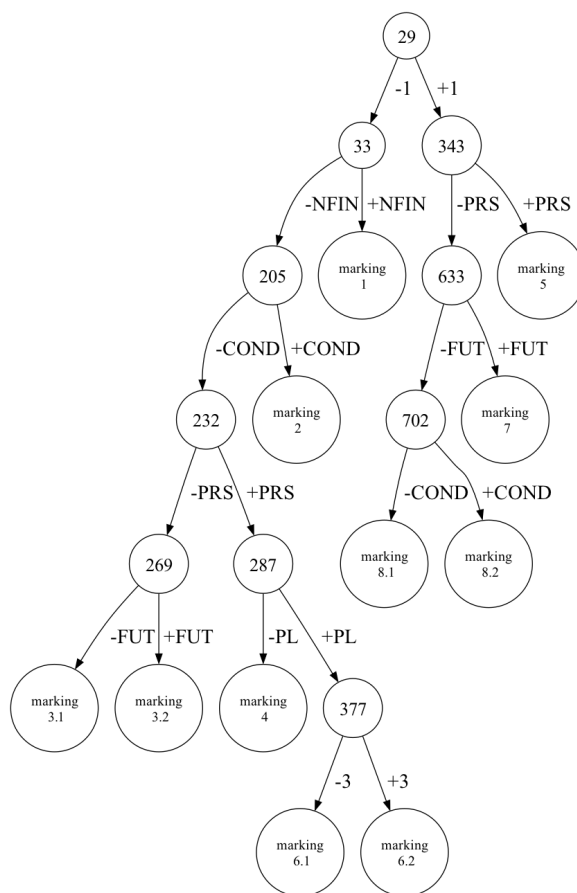 29
-1 +1
33 343
-NFIN +NFIN -PRS +PRS
205 marking
1 633 marking
5
-COND +COND -FUT +FUT
232 marking
2 702 marking
7
-PRS +PRS -COND +COND
269 287 marking
8.1 marking
8.2
-FUT +FUT -PL +PL
marking
3.1 marking
3.2 marking
4 377
-3 +3
marking
6.1 marking
6.2